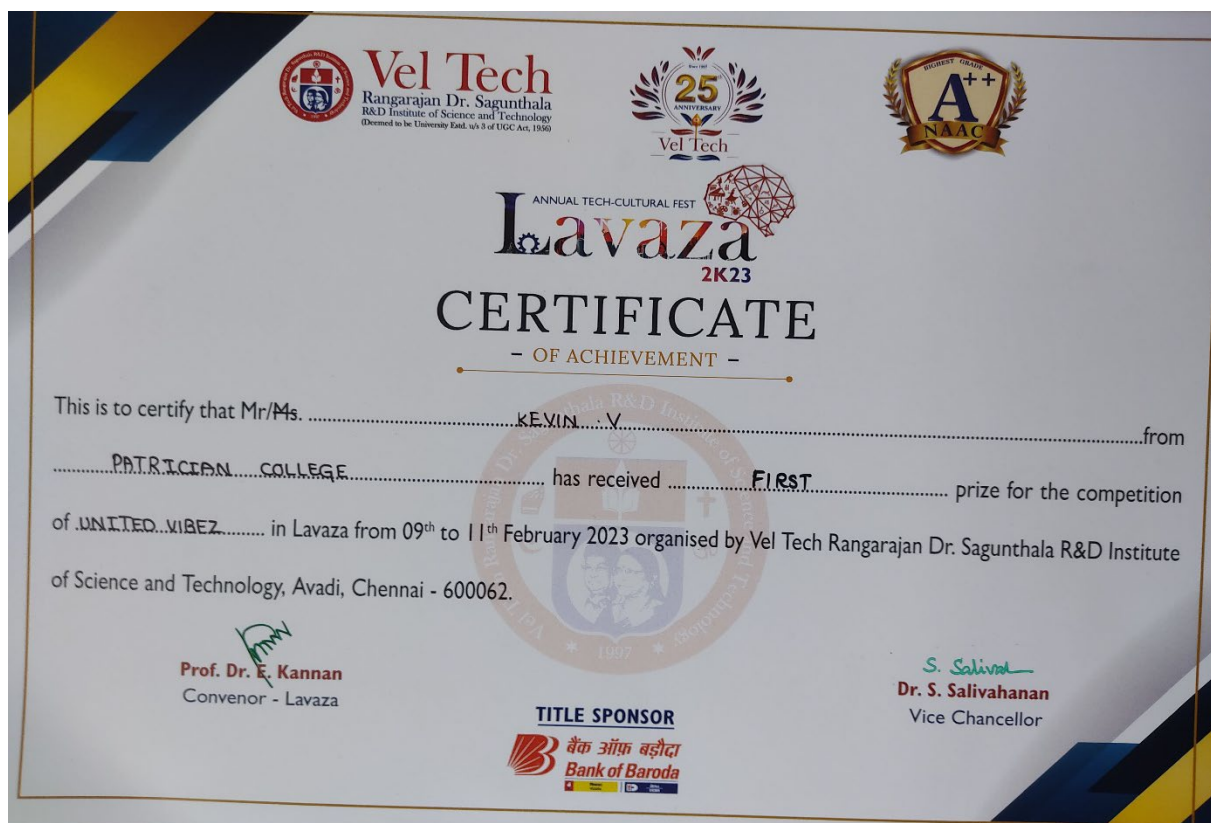 Vel Tech
Rangarajan Dr. Sagunthala
R&D Institute of Science and Technology
(Deemed to be University Estd. u/s 3 of UGC Act, 1956)
Since 1997
25th
ANNIVERSARY
Vel Tech
HIGHEST GRADE
A++
NAAC
ANNUAL TECH-CULTURAL FEST
Lavaza
2K23
CERTIFICATE
- OF ACHIEVEMENT -
This is to certify that Mr/Ms. KEVIN . V from
PATRICIAN COLLEGE has received FIRST prize for the competition
of UNITED VIBEZ in Lavaza from 09th to 11th February 2023 organised by Vel Tech Rangarajan Dr. Sagunthala R&D Institute
of Science and Technology, Avadi, Chennai - 600062.
1997
Prof. Dr. E. Kannan
Convenor - Lavaza
S. Salivah
Dr. S. Salivahanan
Vice Chancellor
TITLE SPONSOR
बैंक ऑफ़ बड़ौदा
Bank of Baroda